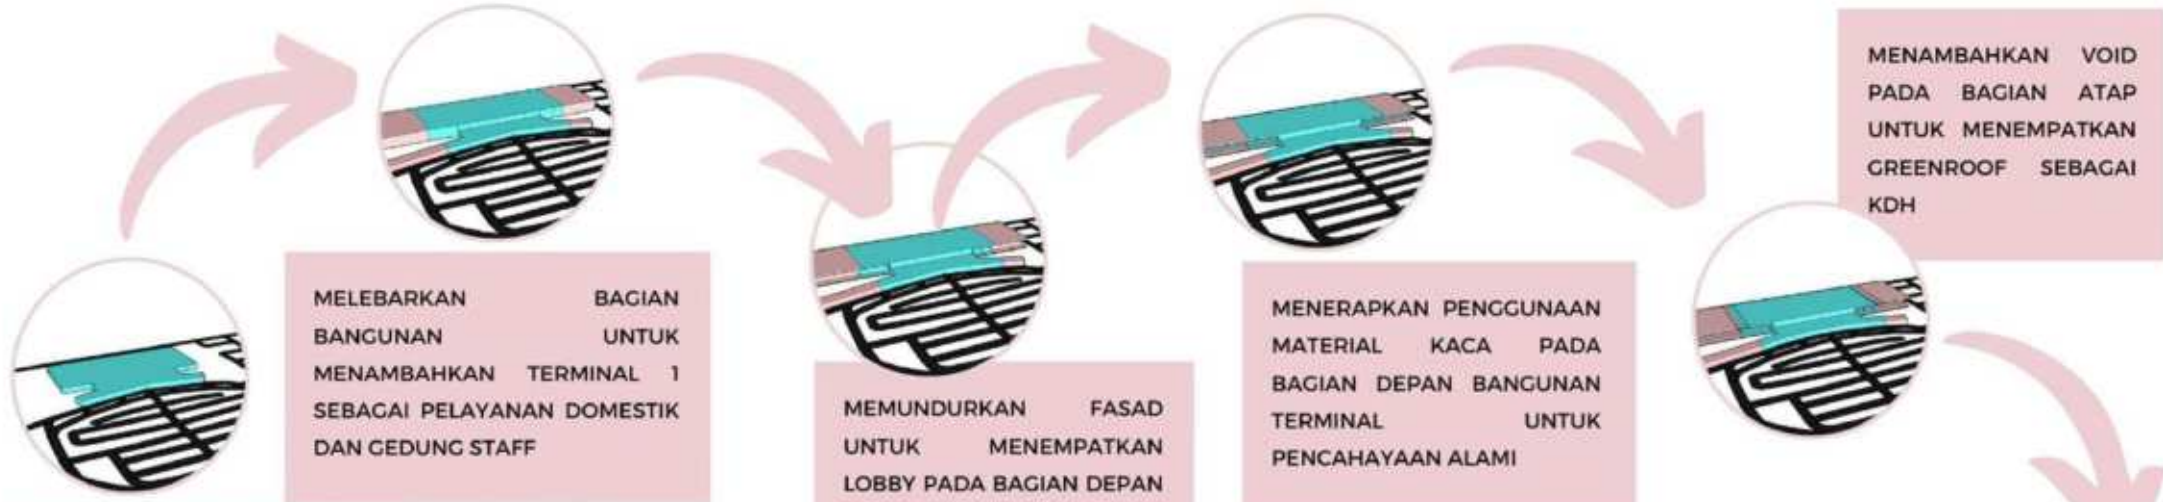 MELEBARKAN BAGIAN
BANGUNAN UNTUK
MENAMBAHKAN TERMINAL 1
SEBAGAI PELAYANAN DOMESTIK
DAN GEDUNG STAFF
MEMUNDURKAN FASAD
UNTUK MENEMPATKAN
LOBBY PADA BAGIAN DEPAN
MENERAPKAN PENGGUNAAN
MATERIAL KACA PADA
BAGIAN DEPAN BANGUNAN
TERMINAL UNTUK
PENCAHAYAAN ALAMI
MENAMBAHKAN VOID
PADA BAGIAN ATAP
UNTUK MENEMPATKAN
GREENROOF SEBAGAI
KDH